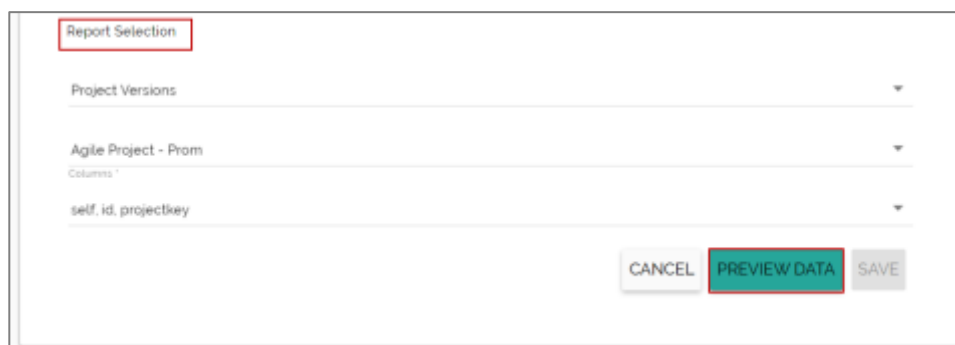 Report Selection
Project Versions
Agile Project - Prom
Columns *
self, id, projectkey
CANCEL PREVIEW DATA SAVE